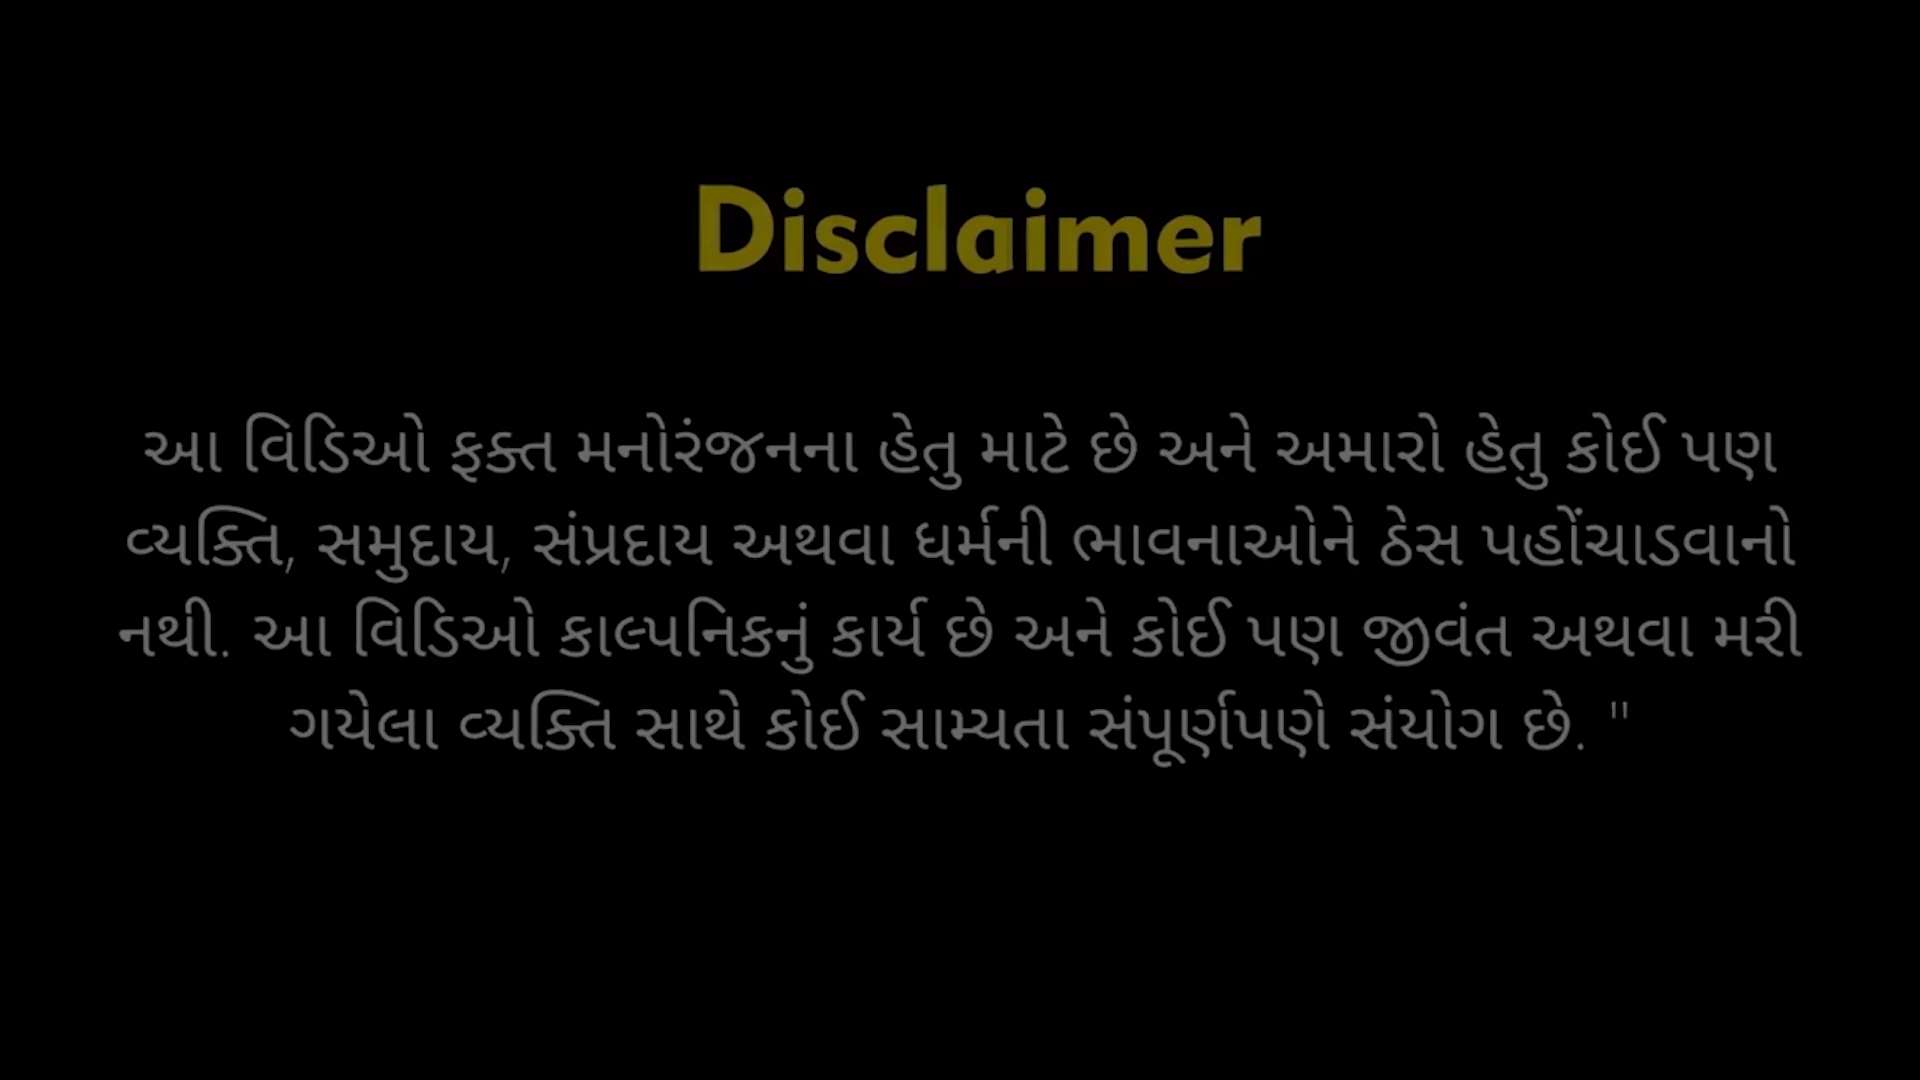 Disclaimer
આ વિડિઓ ફક્ત મનોરંજનના હેતુ માટે છે અને અમારો હેતુ કોઈ પણ
વ્યક્તિ, સમુદાય, સંપ્રદાય અથવા ધર્મની ભાવનાઓને ઠેસ પહોંચાડવાનો
નથી. આ વિડિઓ કાલ્પનિકનું કાર્ય છે અને કોઈ પણ જીવંત અથવા મરી
ગયેલા વ્યક્તિ સાથે કોઈ સામ્યતા સંપૂર્ણપણે સંયોગ છે. "